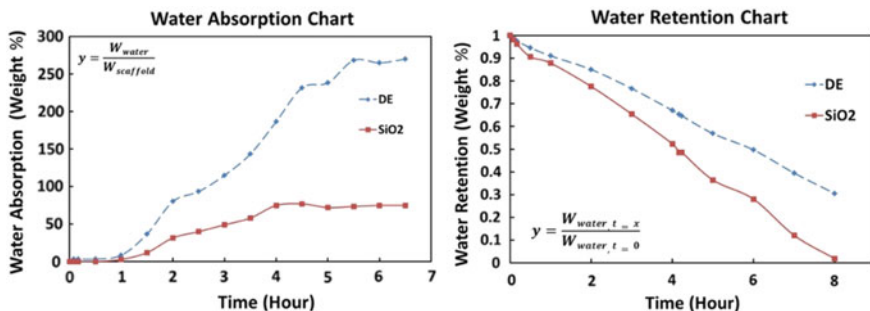 Water Absorption Chart
Water Absorption (Weight %)
300
250
200
150
100
50
0
y = W_water / W_scaffold
DE
SiO2
0 1 2 3 4 5 6 7
Time (Hour)
Water Retention Chart
Water Retention (Weight %)
1
0.9
0.8
0.7
0.6
0.5
0.4
0.3
0.2
0.1
0
DE
SiO2
y = W_water, t = x / W_water, t = 0
0 2 4 6 8
Time (Hour)